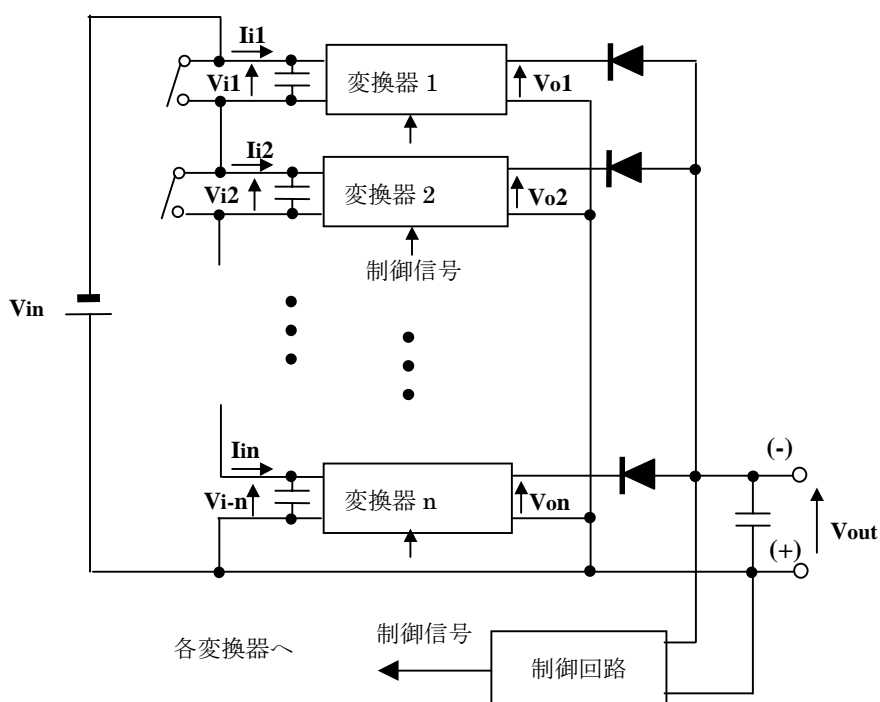 Ii1
Vi1
変換器 1
Vo1
Ii2
Vi2
変換器 2
Vo2
制御信号
Vin
Iin
Vi-n
変換器 n
Von
(-)
Vout
(+)
各変換器へ
制御信号
制御回路